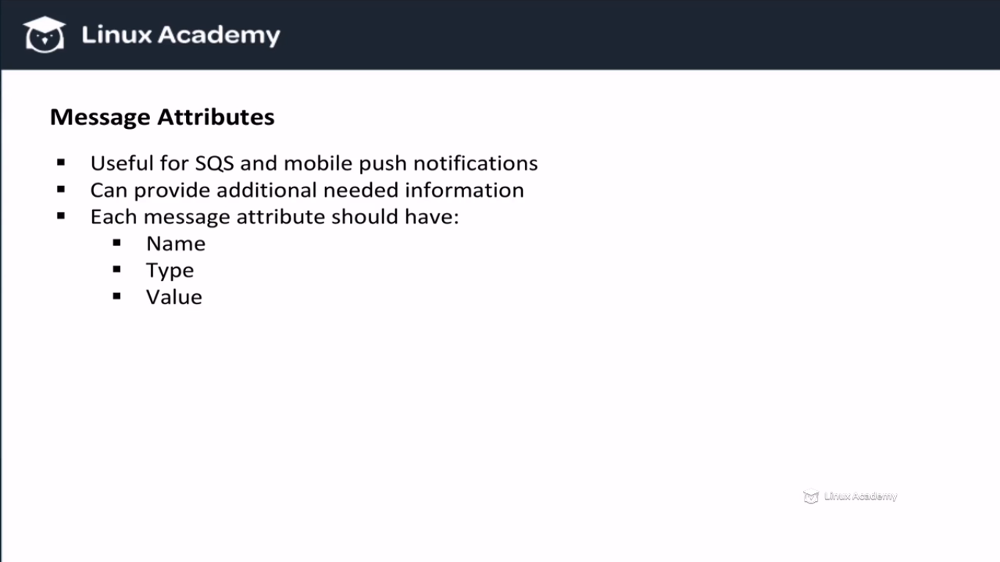 Linux Academy
Message Attributes
▪ Useful for SQS and mobile push notifications
▪ Can provide additional needed information
▪ Each message attribute should have:
▪ Name
▪ Type
▪ Value
Linux Academy